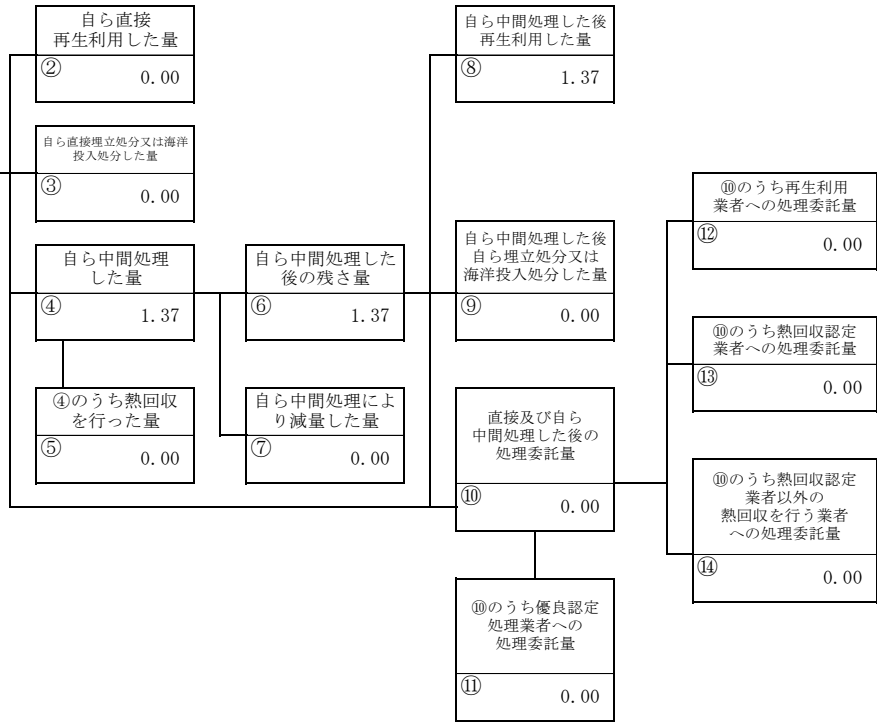 自ら直接
再生利用した量
②
0.00
自ら直接埋立処分又は海洋
投入処分した量
③
0.00
自ら中間処理
した量
④
1.37
④のうち熱回収
を行った量
⑤
0.00
自ら中間処理した
後の残さ量
⑥
1.37
自ら中間処理によ
り減量した量
⑦
0.00
自ら中間処理した後
再生利用した量
⑧
1.37
自ら中間処理した後
自ら埋立処分又は
海洋投入処分した量
⑨
0.00
直接及び自ら
中間処理した後の
処理委託量
⑩
0.00
⑩のうち優良認定
処理業者への
処理委託量
⑪
0.00
⑩のうち再生利用
業者への処理委託量
⑫
0.00
⑩のうち熱回収認定
業者への処理委託量
⑬
0.00
⑩のうち熱回収認定
業者以外の
熱回収を行う業者
への処理委託量
⑭
0.00